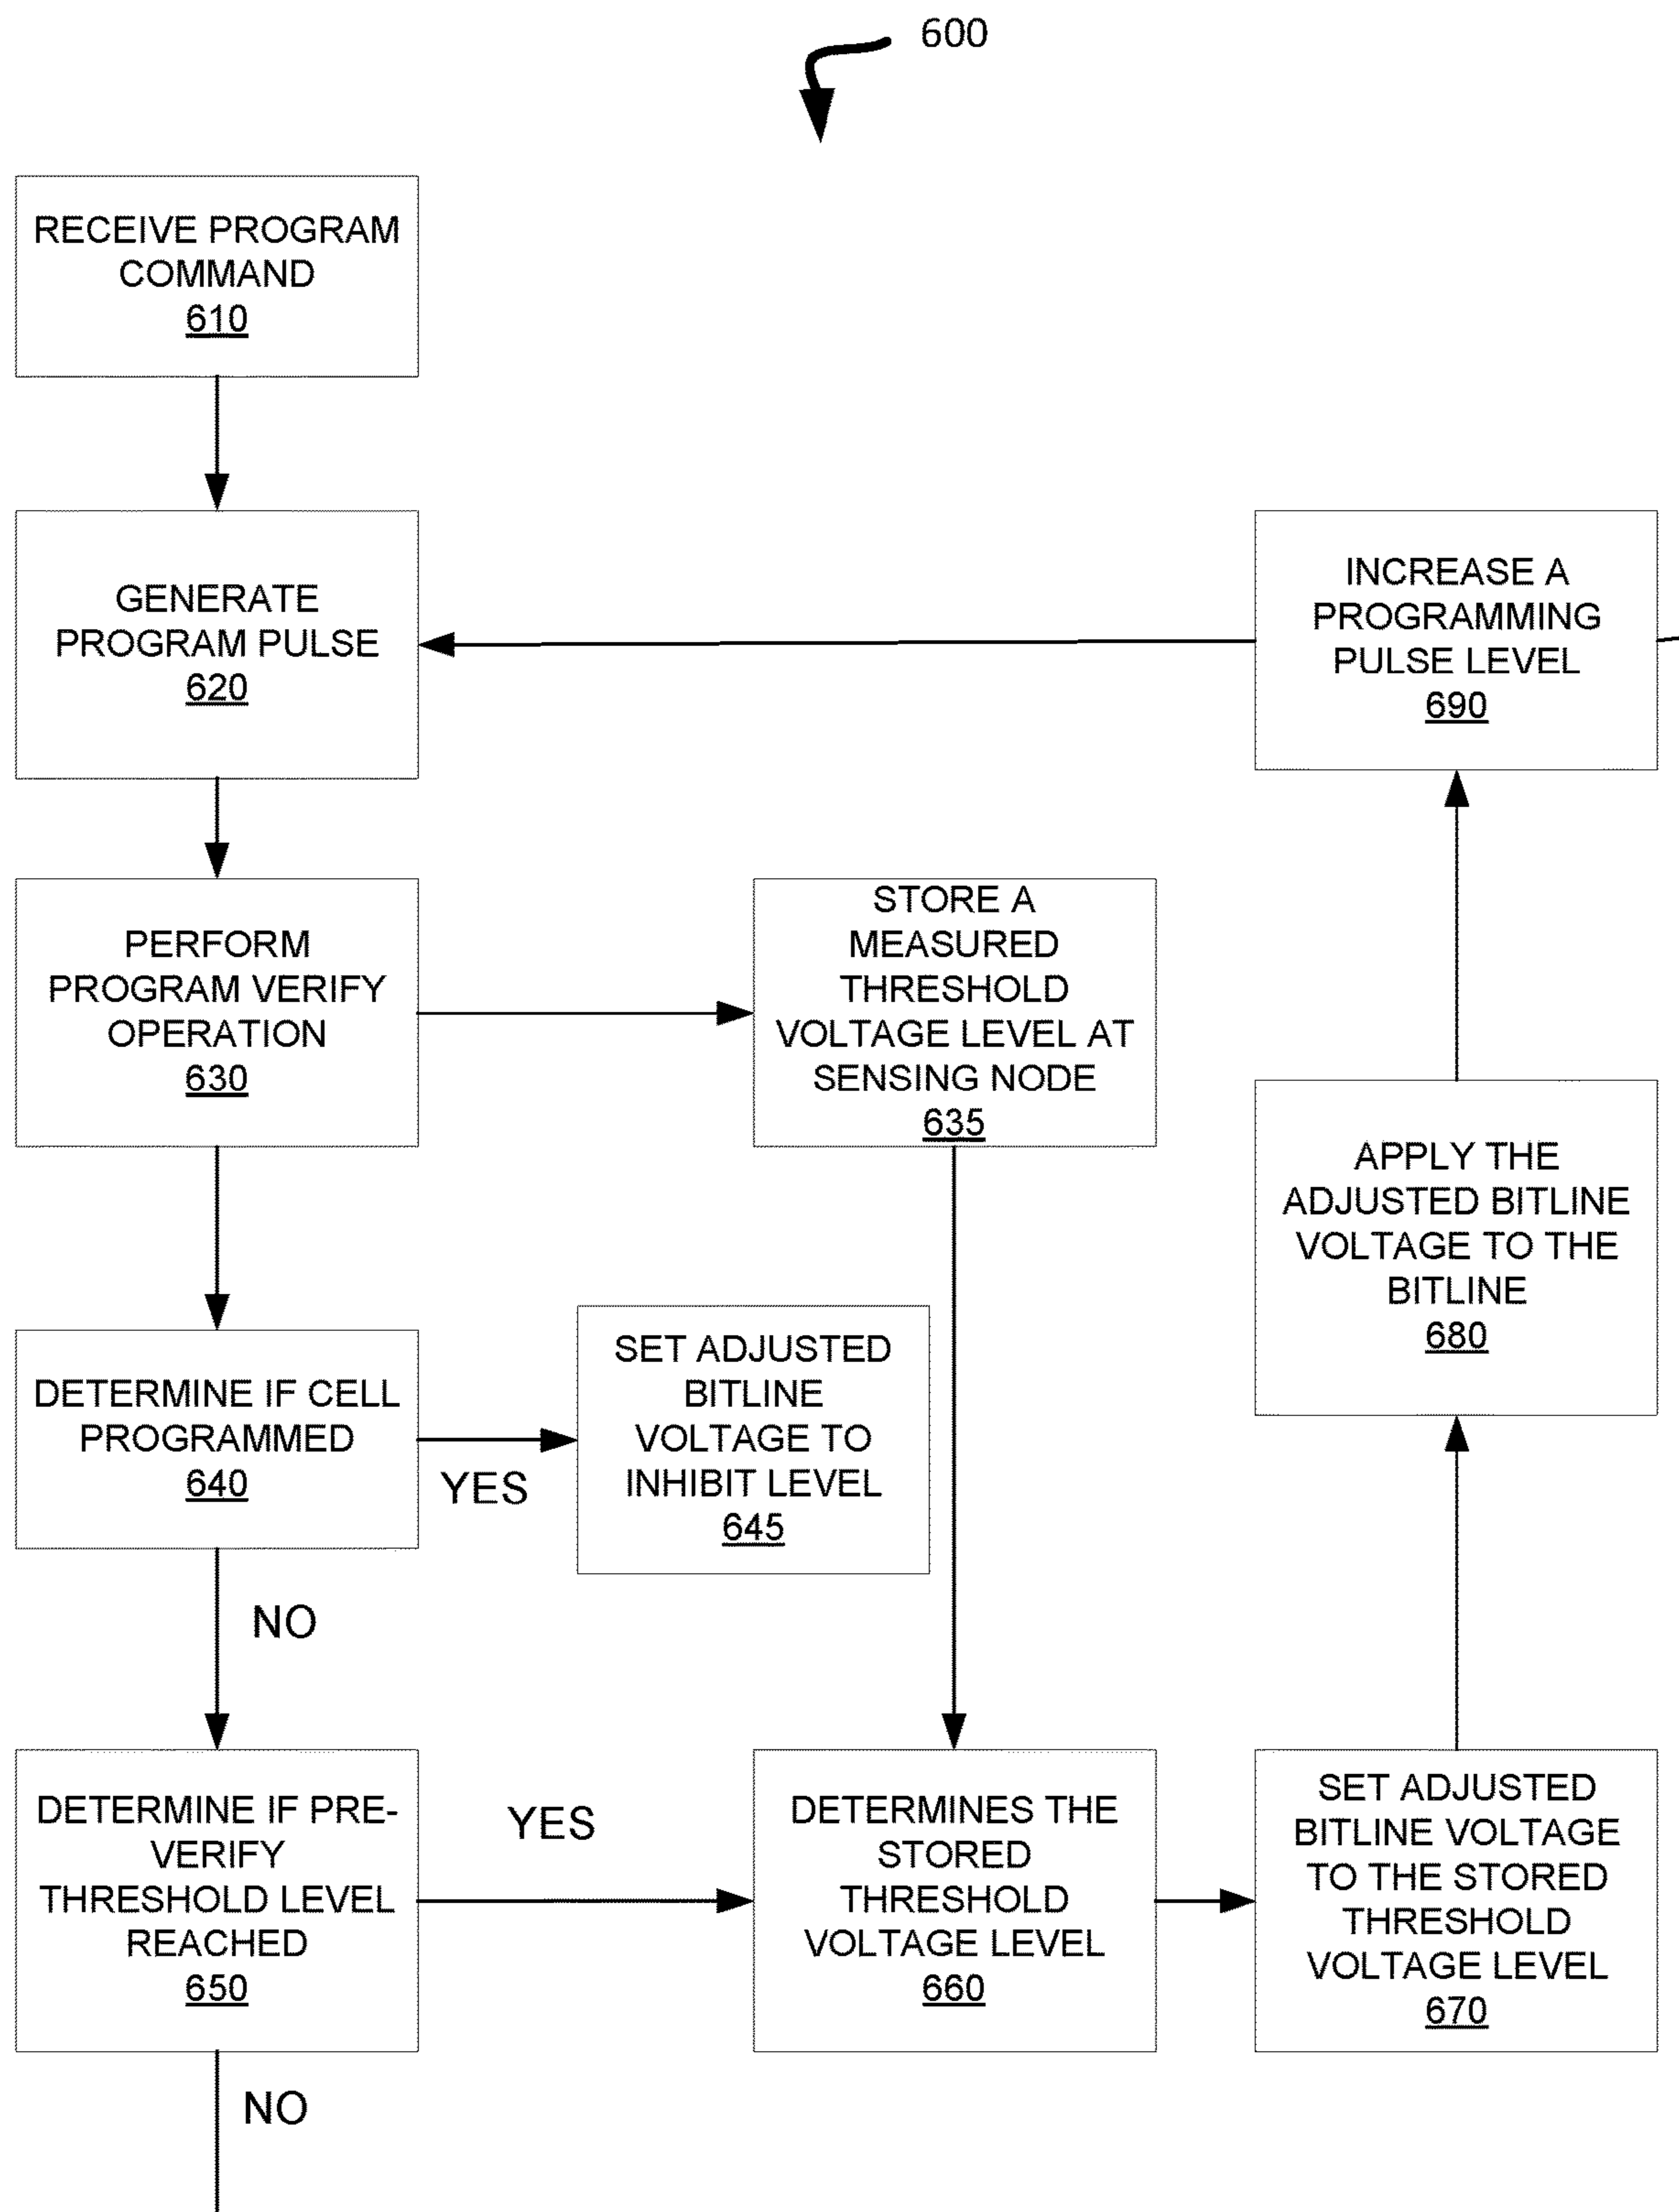 600
RECEIVE PROGRAM
COMMAND
610
GENERATE
PROGRAM PULSE
620
INCREASE A
PROGRAMMING
PULSE LEVEL
690
PERFORM
PROGRAM VERIFY
OPERATION
630
STORE A
MEASURED
THRESHOLD
VOLTAGE LEVEL AT
SENSING NODE
635
APPLY THE
ADJUSTED BITLINE
VOLTAGE TO THE
BITLINE
680
DETERMINE IF CELL
PROGRAMMED
640
YES
SET ADJUSTED
BITLINE
VOLTAGE TO
INHIBIT LEVEL
645
NO
DETERMINE IF PRE-
VERIFY
THRESHOLD LEVEL
REACHED
650
YES
DETERMINES THE
STORED
THRESHOLD
VOLTAGE LEVEL
660
SET ADJUSTED
BITLINE VOLTAGE
TO THE STORED
THRESHOLD
VOLTAGE LEVEL
670
NO